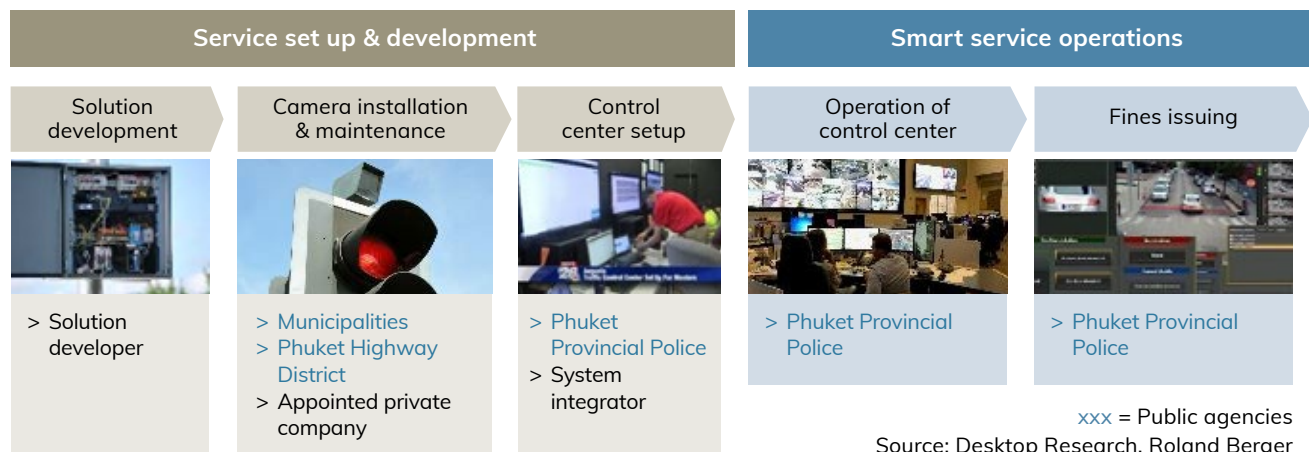 Service set up & development
Smart service operations
Solution
development
Camera installation
& maintenance
Control
center setup
Operation of
control center
Fines issuing
> Solution
developer
> Municipalities
> Phuket Highway
District
> Appointed private
company
> Phuket
Provincial Police
> System
integrator
> Phuket Provincial
Police
> Phuket Provincial
Police
xxx = Public agencies
Source: Desktop Research, Roland Berger